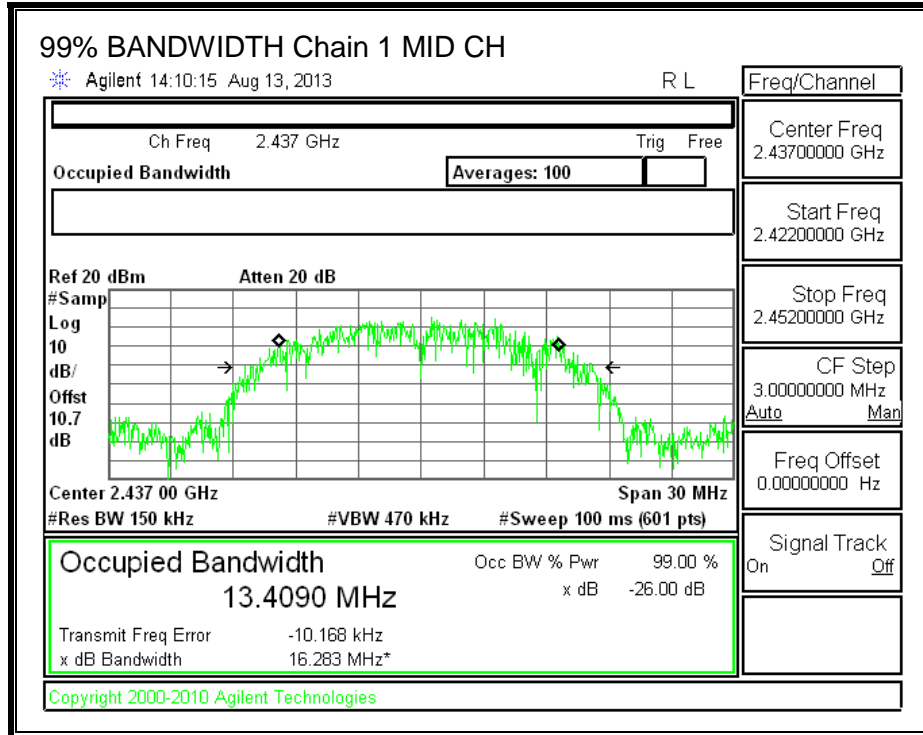 99% BANDWIDTH Chain 1 MID CH
Agilent 14:10:15 Aug 13, 2013 R L
Ch Freq 2.437 GHz Trig Free
Occupied Bandwidth Averages: 100
Ref 20 dBm Atten 20 dB
#Samp
Log
10
dB/
Offst
10.7
dB
Center 2.437 00 GHz Span 30 MHz
#Res BW 150 kHz #VBW 470 kHz #Sweep 100 ms (601 pts)
Occupied Bandwidth Occ BW % Pwr 99.00 %
13.4090 MHz x dB -26.00 dB
Transmit Freq Error -10.168 kHz
x dB Bandwidth 16.283 MHz*
Copyright 2000-2010 Agilent Technologies
Freq/Channel
Center Freq
2.43700000 GHz
Start Freq
2.42200000 GHz
Stop Freq
2.45200000 GHz
CF Step
3.00000000 MHz
Auto Man
Freq Offset
0.00000000 Hz
Signal Track
On Off